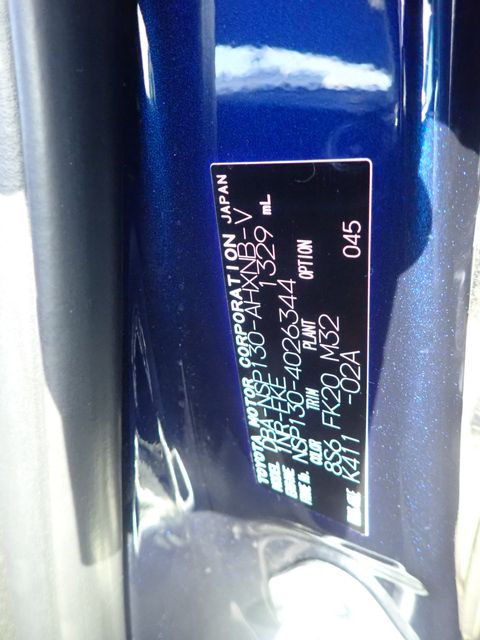 TOYOTA MOTOR CORPORATION JAPAN
MODEL DBA-NSP130-AHXNB-V
ENGINE 1NR-FKE 1329 mL
FRAME No. NSP130-4026344
COLOR TRIM PLANT OPTION
8S6 FK20 M32 045
K411 -02A